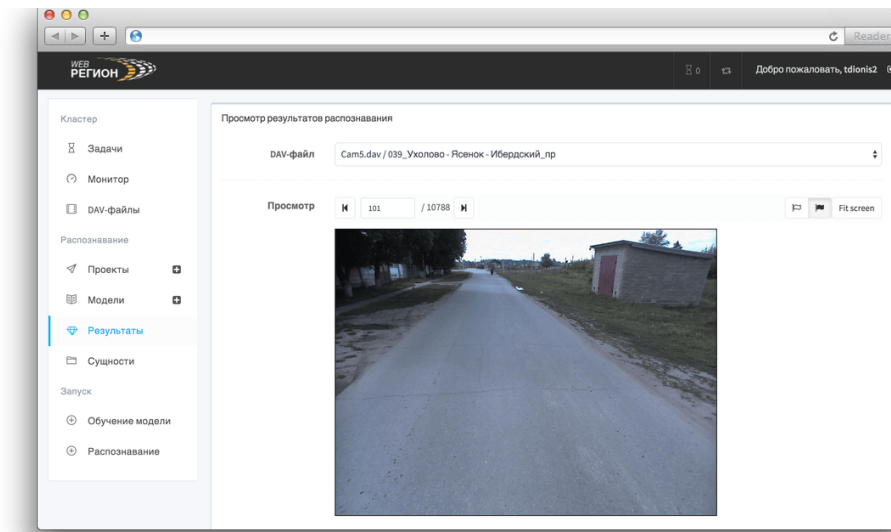 Reader
WEB
РЕГИОН
0
Добро пожаловать, tdionis2
Кластер
Задачи
Монитор
DAV-файлы
Распознавание
Проекты
Модели
Результаты
Сущности
Запуск
Обучение модели
Распознавание
Просмотр результатов распознавания
DAV-файл
Cam5.dav / 039_Ухолово - Ясенок - Ибердский_пр
Просмотр
101
/ 10788
Fit screen